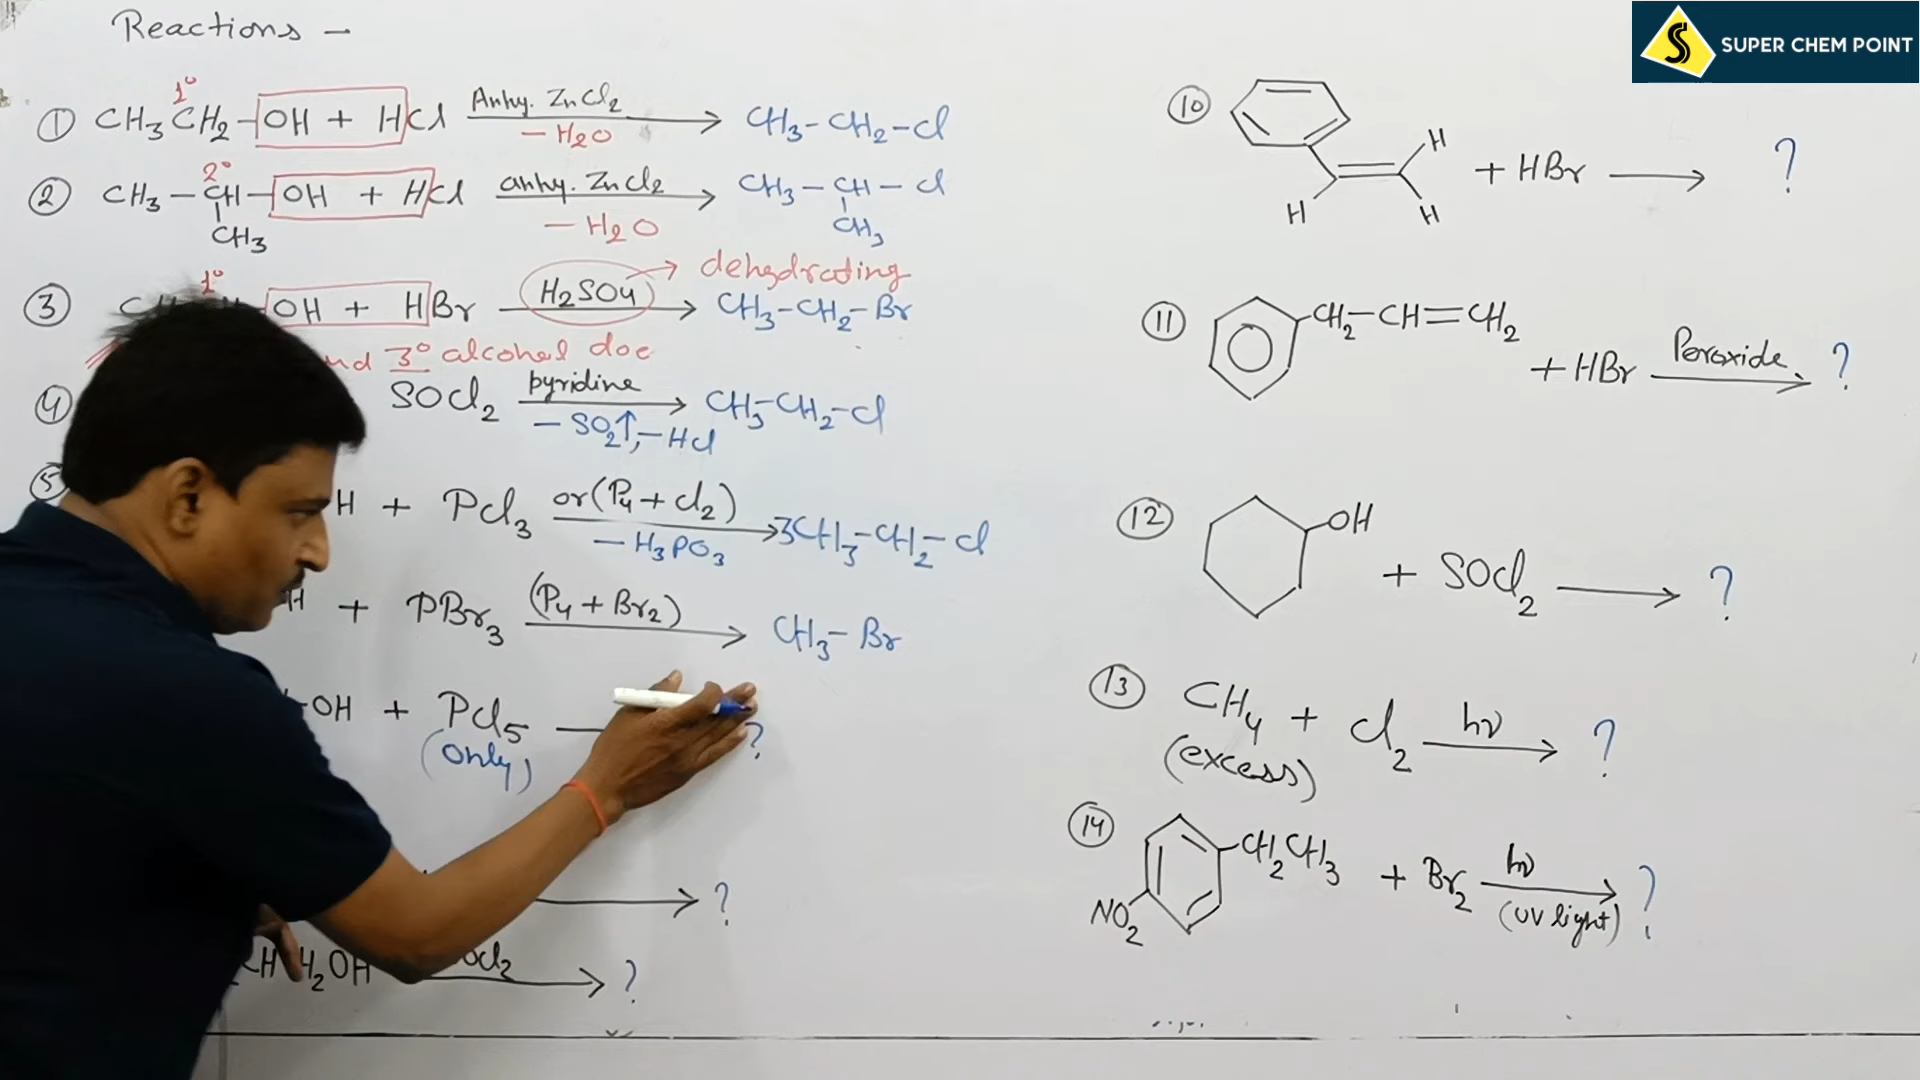 Reactions -
① CH3CH2-OH + HCl Anhy. ZnCl2 -H2O CH3-CH2-Cl
1°
② CH3-CH-OH + HCl anhy. ZnCl2 -H2O CH3-CH-Cl
2°
CH3 CH3
③ OH + HBr H2SO4 dehydrating CH3-CH2-Br
1°
3° alcohol doe
④ SOCl2 pyridine -SO2↑, -HCl CH3-CH2-Cl
⑤ H + PCl3 or (P4 + Cl2) -H3PO3 3CH3-CH2-Cl
H + PBr3 (P4 + Br2) CH3-Br
-OH + PCl5 ?
(only)
?
H2OH ?
⑩ H H H + HBr ?
⑪ CH2-CH=CH2 + HBr Peroxide ?
⑫ OH + SOCl2 ?
⑬ CH4 + Cl2 hν ?
(excess)
⑭ CH2CH3 + Br2 hν ?
NO2 (UV light)
SUPER CHEM POINT